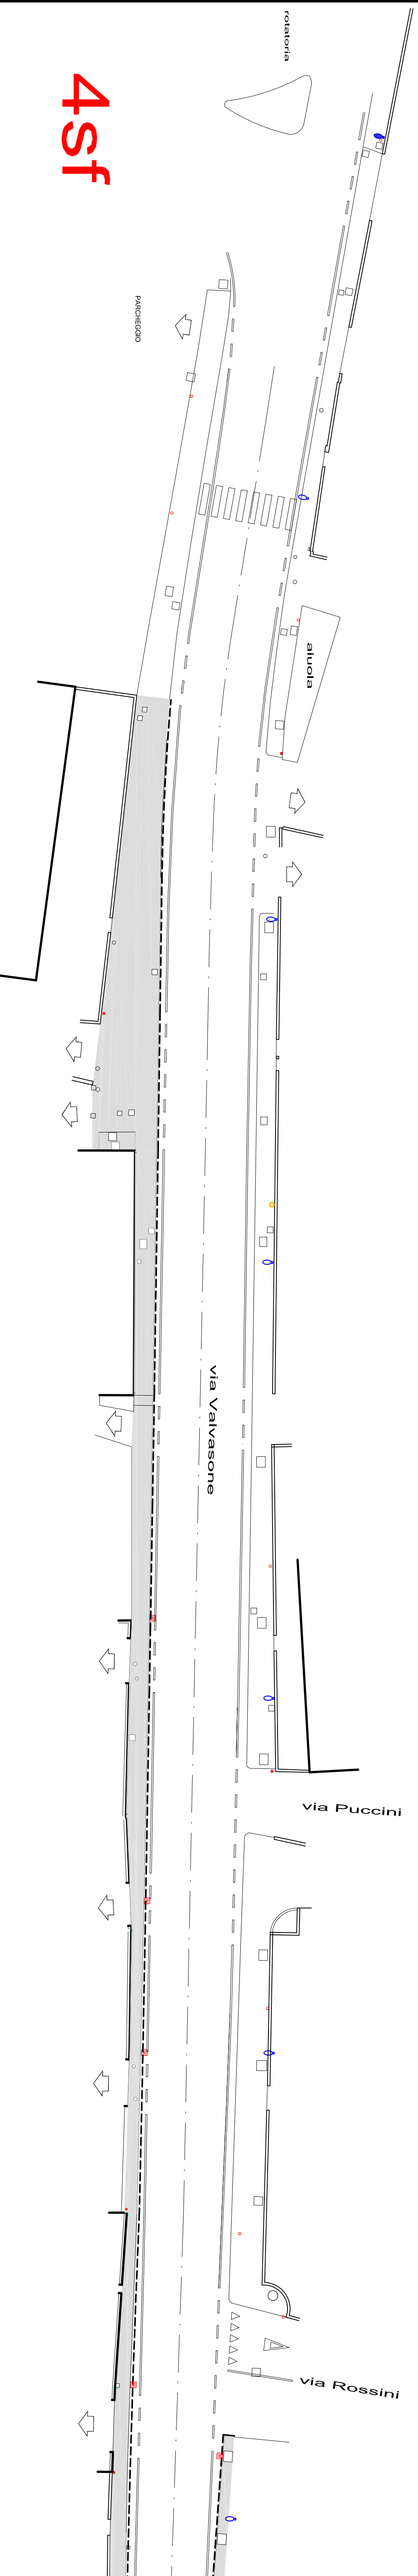 rotatoria
4sf
PARCHEGGIO
aiuola
via Valvasone
via Puccini
via Rossini